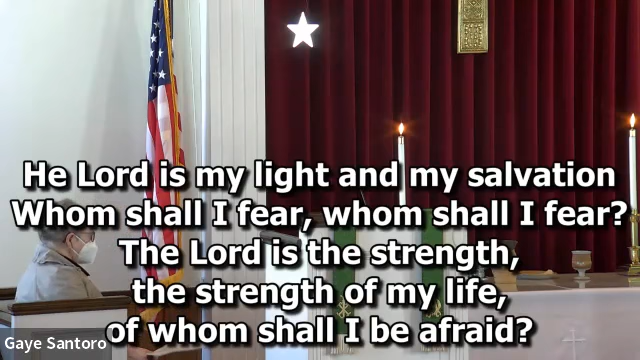 He Lord is my light and my salvation
Whom shall I fear, whom shall I fear?
The Lord is the strength,
the strength of my life,
of whom shall I be afraid?
Gaye Santoro